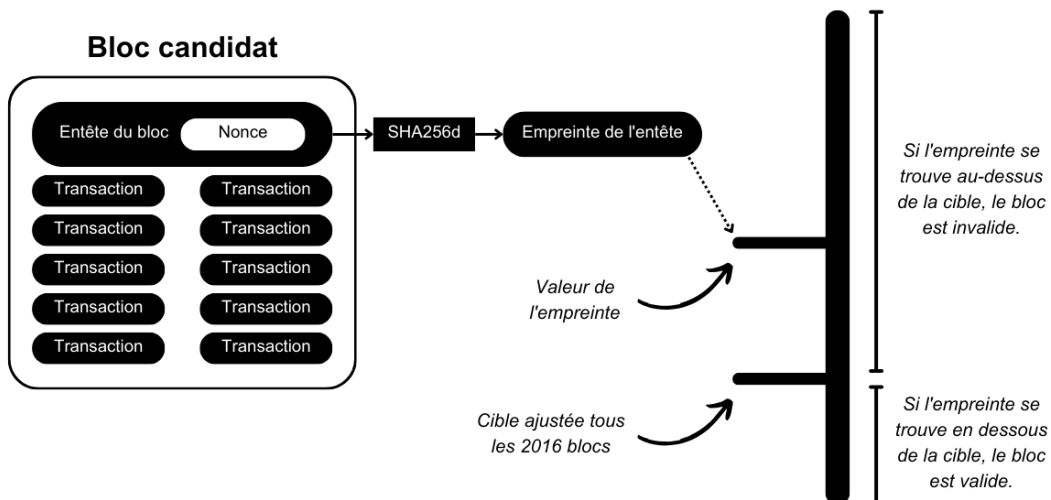 Bloc candidat
Entête du bloc
Nonce
SHA256d
Empreinte de l'entête
Transaction
Transaction
Transaction
Transaction
Transaction
Transaction
Transaction
Transaction
Transaction
Transaction
Valeur de
l'empreinte
Cible ajustée tous
les 2016 blocs
Si l'empreinte se
trouve au-dessus
de la cible, le bloc
est invalide.
Si l'empreinte se
trouve en dessous
de la cible, le bloc
est valide.